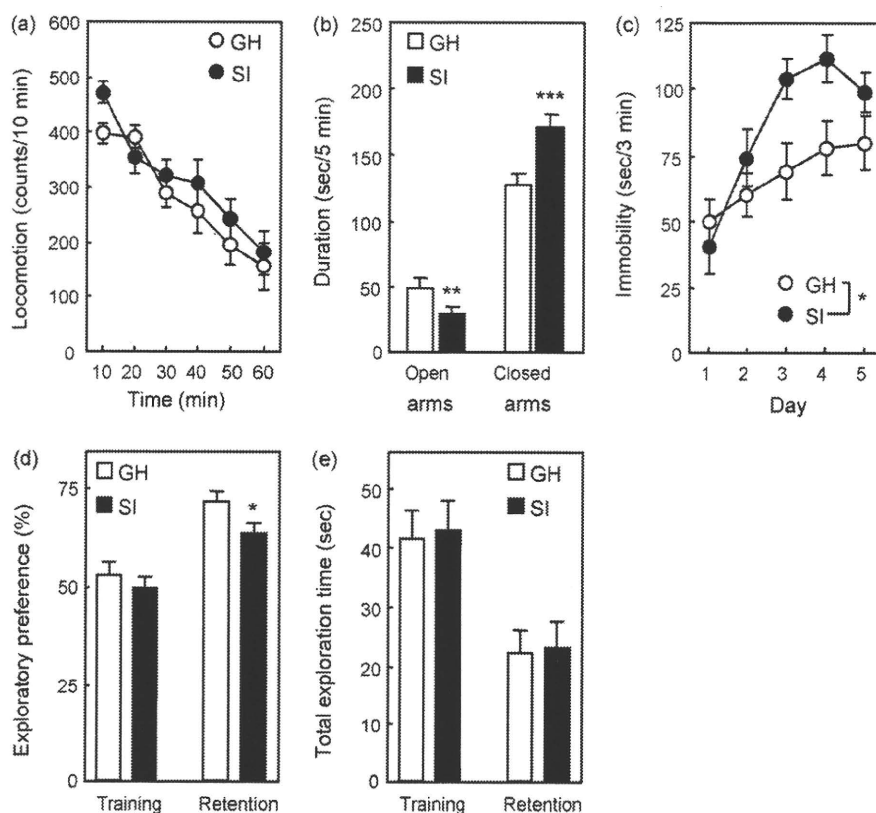 (a)
600
500
400
300
200
100
0
Locomotion (counts/10 min)
GH
SI
10 20 30 40 50 60
Time (min)
(b)
250
200
150
100
50
0
Duration (sec/5 min)
GH
SI
**
***
Open arms
Closed arms
(c)
125
100
75
50
25
0
Immobility (sec/3 min)
GH
SI
*
1 2 3 4 5
Day
(d)
75
50
25
0
Exploratory preference (%)
GH
SI
*
Training Retention
(e)
50
40
30
20
10
0
Total exploration time (sec)
GH
SI
Training Retention